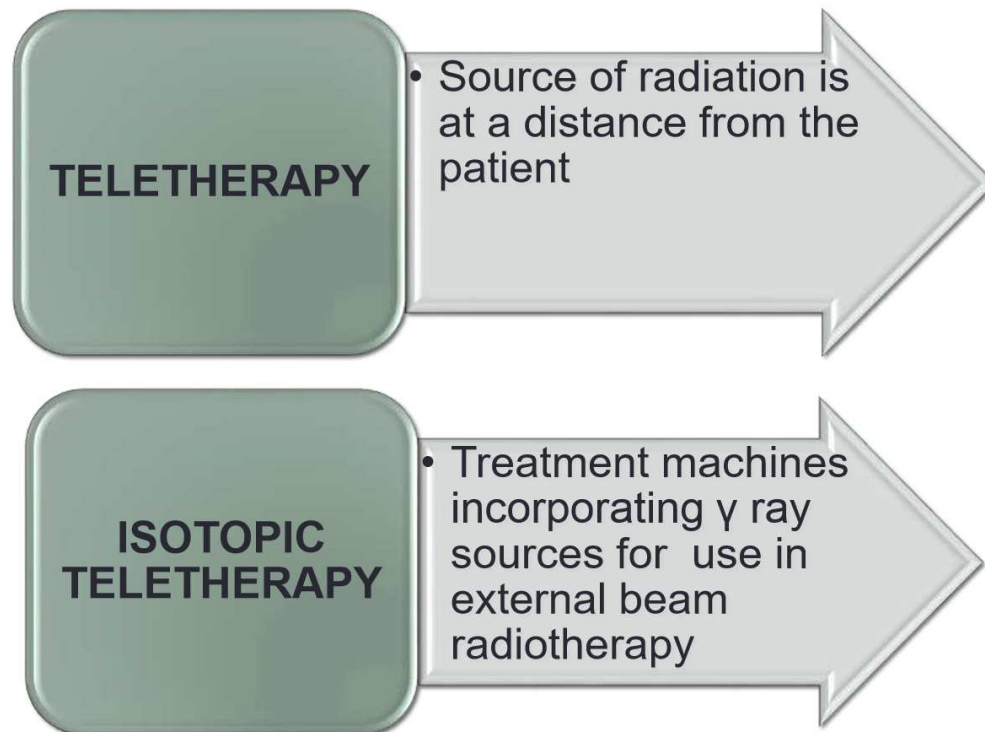 TELETHERAPY
• Source of radiation is
at a distance from the
patient
ISOTOPIC
TELETHERAPY
• Treatment machines
incorporating γ ray
sources for  use in
external beam
radiotherapy